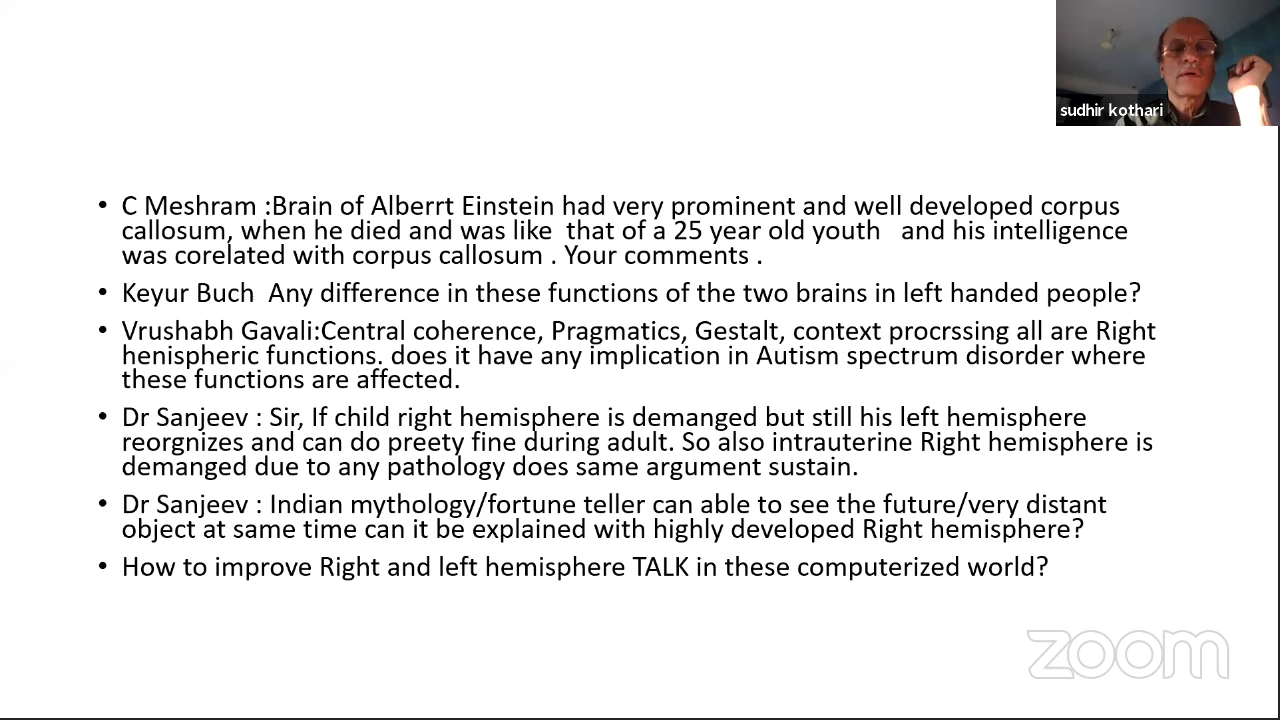 sudhir kothari
• C Meshram :Brain of Alberrt Einstein had very prominent and well developed corpus
callosum, when he died and was like that of a 25 year old youth and his intelligence
was corelated with corpus callosum . Your comments .
• Keyur Buch Any difference in these functions of the two brains in left handed people?
• Vrushabh Gavali:Central coherence, Pragmatics, Gestalt, context procrssing all are Right
henispheric functions. does it have any implication in Autism spectrum disorder where
these functions are affected.
• Dr Sanjeev : Sir, If child right hemisphere is demanged but still his left hemisphere
reorgnizes and can do preety fine during adult. So also intrauterine Right hemisphere is
demanged due to any pathology does same argument sustain.
• Dr Sanjeev : Indian mythology/fortune teller can able to see the future/very distant
object at same time can it be explained with highly developed Right hemisphere?
• How to improve Right and left hemisphere TALK in these computerized world?
zoom